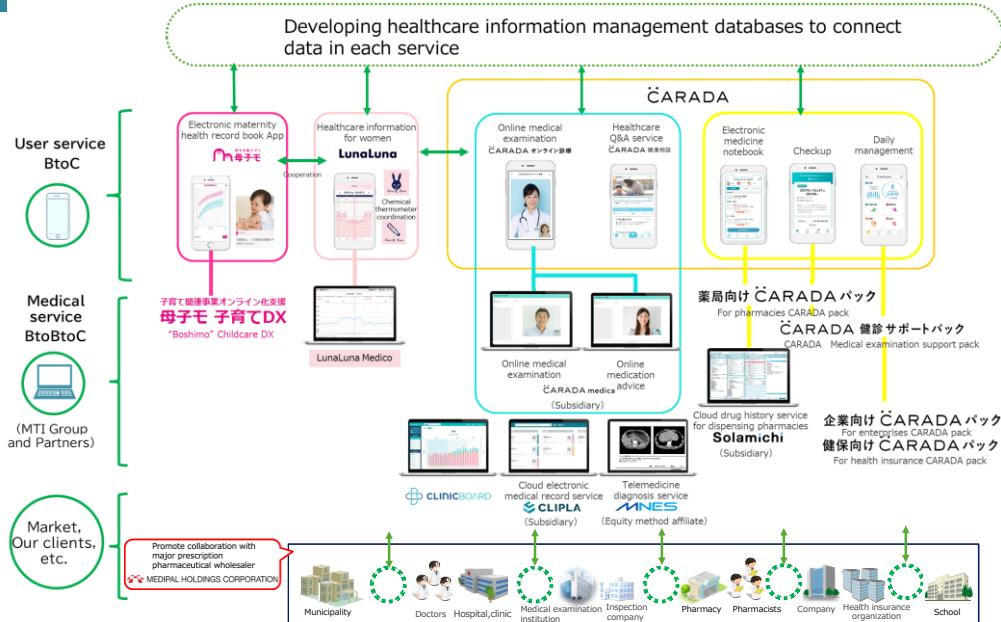 Developing healthcare information management databases to connect
data in each service
User service
BtoC
Electronic maternity
health record book App
母子モ
Cooperation
Healthcare information
for women
LunaLuna
Chemical
thermometer
coordination
CARADA
Online medical
examination
CARADA オンライン診療
Healthcare
Q&A service
CARADA 健康相談
Electronic
medicine
notebook
Checkup
Daily
management
Medical
service
BtoBtoC
(MTI Group
and Partners)
子育て関連事業オンライン化支援
母子モ 子育てDX
"Boshimo" Childcare DX
LunaLuna Medico
Online medical
examination
Online
medication
advice
CARADA medica
(Subsidiary)
薬局向け CARADA パック
For pharmacies CARADA pack
CARADA 健診サポートパック
CARADA Medical examination support pack
Cloud drug history service
for dispensing pharmacies
Solamichi
(Subsidiary)
企業向け CARADA パック
For enterprises CARADA pack
健保向け CARADA パック
For health insurance CARADA pack
CLINICBOARD
Cloud electronic
medical record service
CLIPLA
(Subsidiary)
Telemedicine
diagnosis service
MNES
(Equity method affiliate)
Market,
Our clients,
etc.
Promote collaboration with
major prescription
pharmaceutical wholesaler
MEDIPAL HOLDINGS CORPORATION
Municipality
Doctors
Hospital,clinic
Medical examination
institution
Inspection
company
Pharmacy
Pharmacists
Company
Health insurance
organization
School